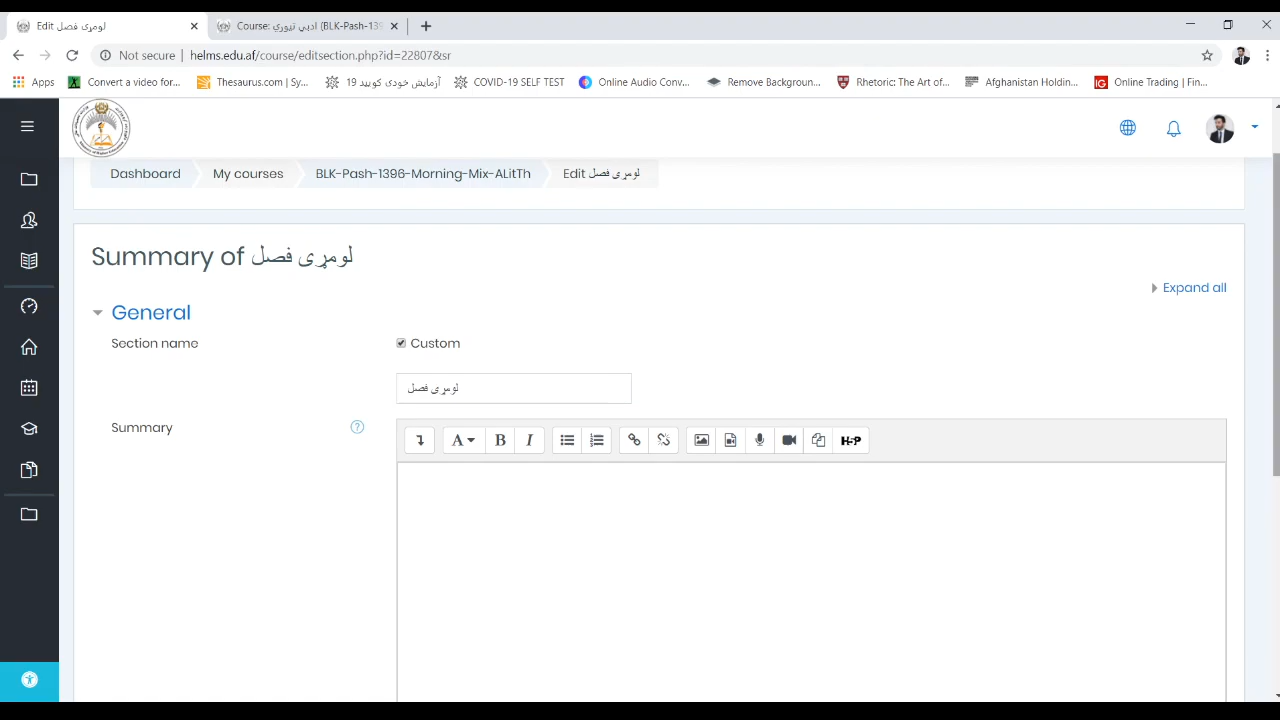 Edit لومړی فصل
Course: ادبي تیوري (BLK-Pash-139
Not secure
helms.edu.af/course/editsection.php?id=22807&sr
Apps
Convert a video for...
Thesaurus.com | Sy...
آزمایش خودی کووید 19
COVID-19 SELF TEST
Online Audio Conv...
Remove Backgroun...
Rhetoric: The Art of...
Afghanistan Holdin...
Online Trading | Fin...
Dashboard
My courses
BLK-Pash-1396-Morning-Mix-ALitTh
Edit لومړی فصل
Summary of لومړی فصل
Expand all
General
Section name
Custom
لومړی فصل
Summary
A
B
I
H5P